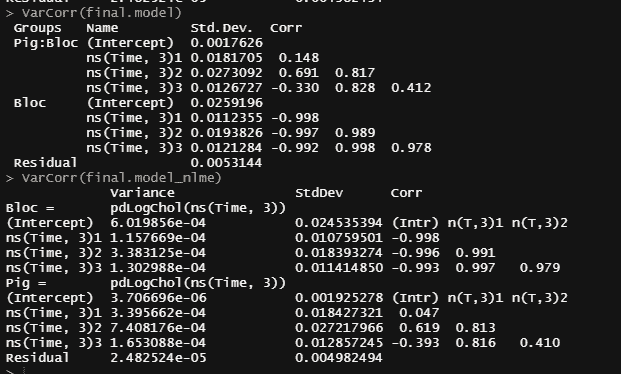 > VarCorr(final.model)
 Groups   Name          Std.Dev.  Corr
 Pig:Bloc (Intercept)   0.0017626
          ns(Time, 3)1  0.0181705  0.148
          ns(Time, 3)2  0.0273092  0.691  0.817
          ns(Time, 3)3  0.0126727 -0.330  0.828  0.412
 Bloc     (Intercept)   0.0259196
          ns(Time, 3)1  0.0112355 -0.998
          ns(Time, 3)2  0.0193826 -0.997  0.989
          ns(Time, 3)3  0.0121284 -0.992  0.998  0.978
 Residual               0.0053144
> VarCorr(final.model_nlme)
             Variance               StdDev      Corr
Bloc =       pdLogChol(ns(Time, 3))
(Intercept)  6.019856e-04           0.024535394 (Intr) n(T,3)1 n(T,3)2
ns(Time, 3)1 1.157669e-04           0.010759501 -0.998
ns(Time, 3)2 3.383125e-04           0.018393274 -0.996  0.991
ns(Time, 3)3 1.302988e-04           0.011414850 -0.993  0.997   0.979
Pig =        pdLogChol(ns(Time, 3))
(Intercept)  3.706696e-06           0.001925278 (Intr) n(T,3)1 n(T,3)2
ns(Time, 3)1 3.395662e-04           0.018427321  0.047
ns(Time, 3)2 7.408176e-04           0.027217966  0.619  0.813
ns(Time, 3)3 1.653088e-04           0.012857245 -0.393  0.816   0.410
Residual     2.482524e-05           0.004982494
>